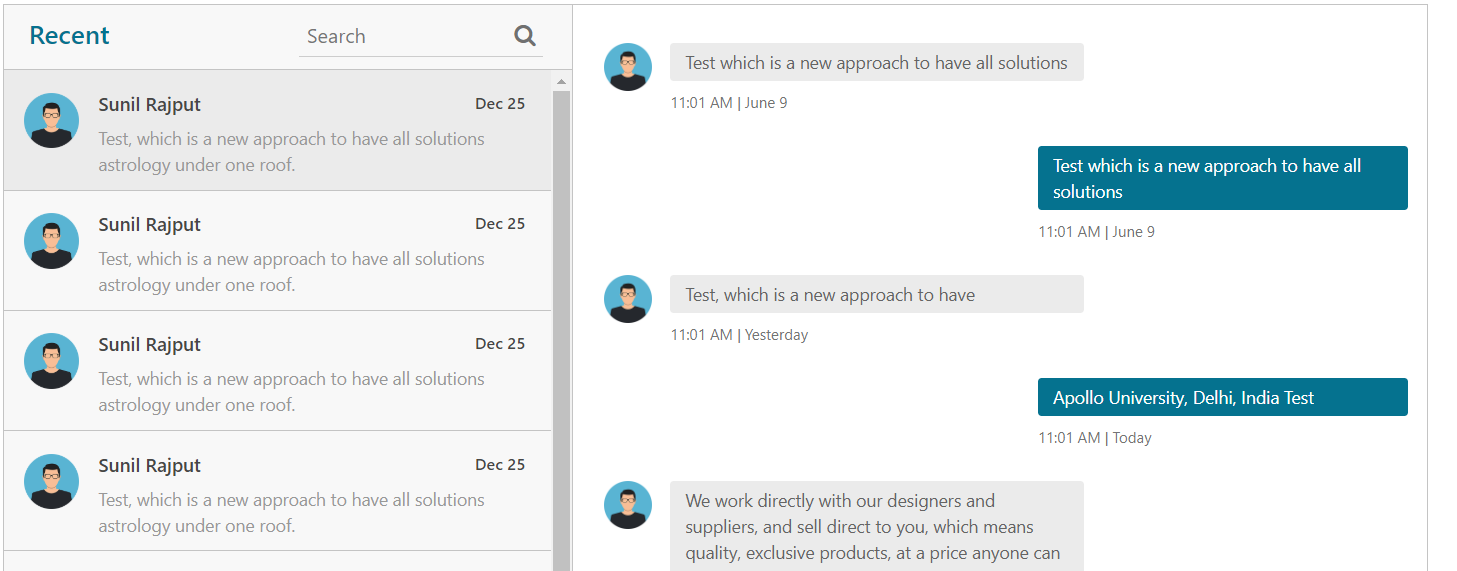 Recent
Search
Sunil Rajput
Dec 25
Test, which is a new approach to have all solutions
astrology under one roof.
Sunil Rajput
Dec 25
Test, which is a new approach to have all solutions
astrology under one roof.
Sunil Rajput
Dec 25
Test, which is a new approach to have all solutions
astrology under one roof.
Sunil Rajput
Dec 25
Test, which is a new approach to have all solutions
astrology under one roof.
Test which is a new approach to have all solutions
11:01 AM | June 9
Test which is a new approach to have all
solutions
11:01 AM | June 9
Test, which is a new approach to have
11:01 AM | Yesterday
Apollo University, Delhi, India Test
11:01 AM | Today
We work directly with our designers and
suppliers, and sell direct to you, which means
quality, exclusive products, at a price anyone can